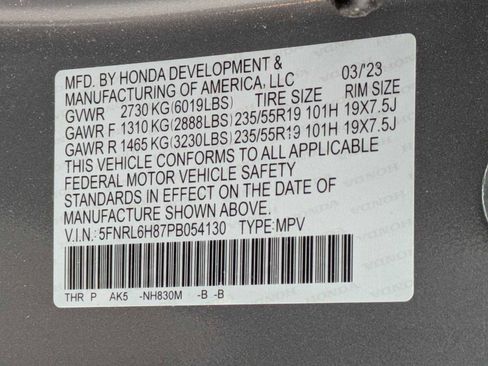 MFD. BY HONDA DEVELOPMENT &
MANUFACTURING OF AMERICA, LLC 03/'23
GVWR 2730 KG (6019LBS) TIRE SIZE RIM SIZE
GAWR F 1310 KG (2888LBS) 235/55R19 101H 19X7.5J
GAWR R 1465 KG (3230LBS) 235/55R19 101H 19X7.5J
THIS VEHICLE CONFORMS TO ALL APPLICABLE
FEDERAL MOTOR VEHICLE SAFETY
STANDARDS IN EFFECT ON THE DATE OF
MANUFACTURE SHOWN ABOVE.
V.I.N.: 5FNRL6H87PB054130 TYPE: MPV
THR P AK5 -NH830M -B -B